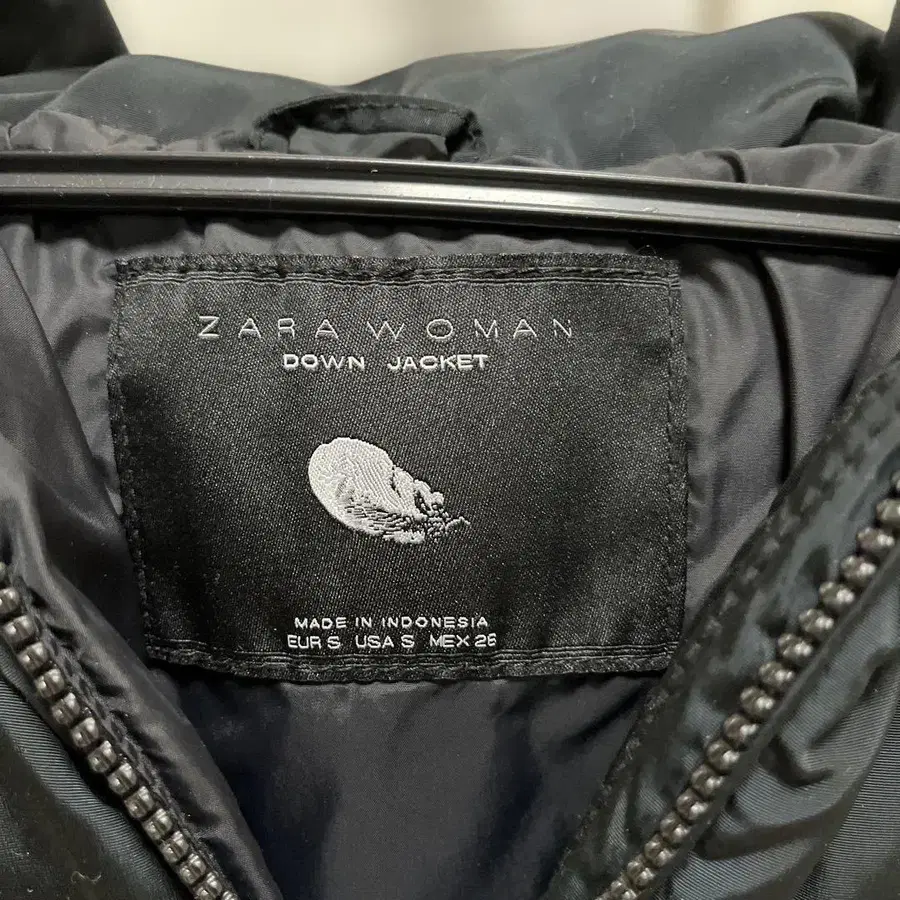 ZARA WOMAN
DOWN JACKET
MADE IN INDONESIA
EUR S USA S MEX 26